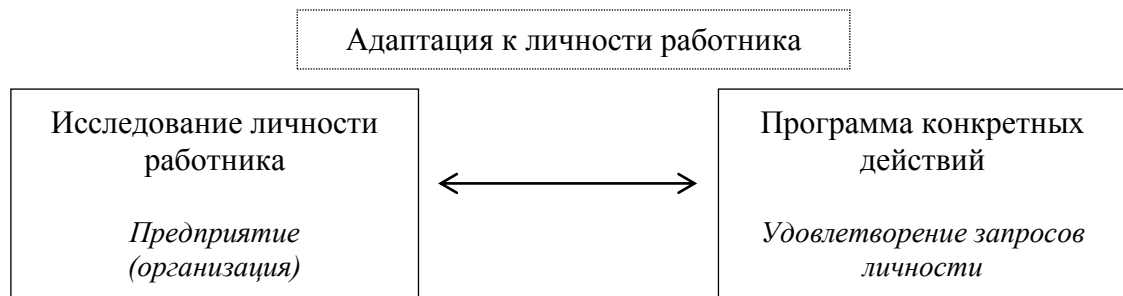 Адаптация к личности работника
Исследование личности
работника
Предприятие
(организация)
Программа конкретных
действий
Удовлетворение запросов
личности